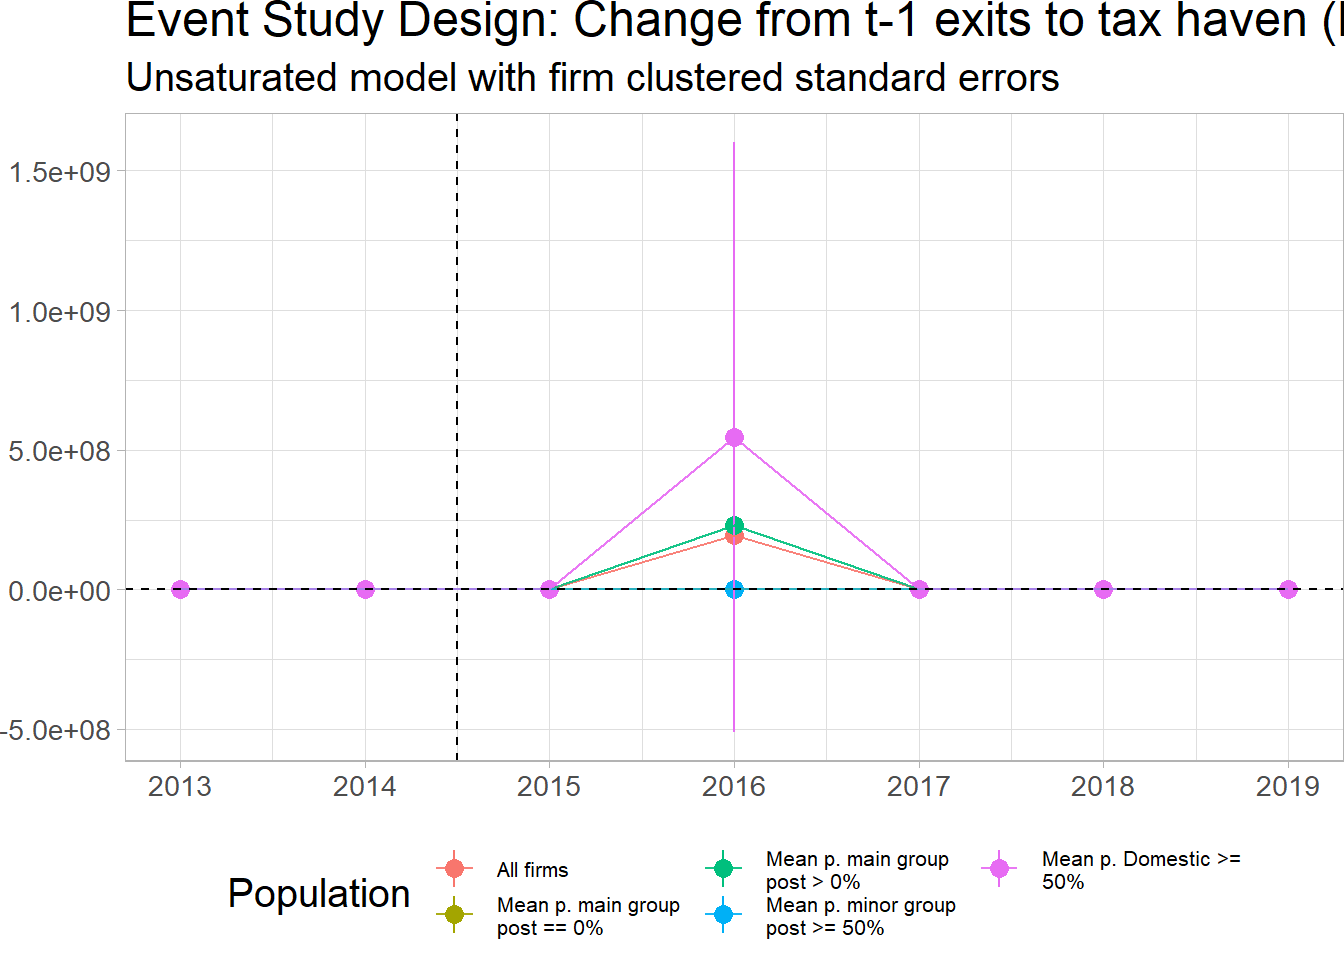 Event Study Design: Change from t-1 exits to tax haven (
Unsaturated model with firm clustered standard errors
1.5e+09
1.0e+09
5.0e+08
0.0e+00
-5.0e+08
2013 2014 2015 2016 2017 2018 2019
Population
All firms
Mean p. main group
post == 0%
Mean p. main group
post > 0%
Mean p. minor group
post >= 50%
Mean p. Domestic >=
50%